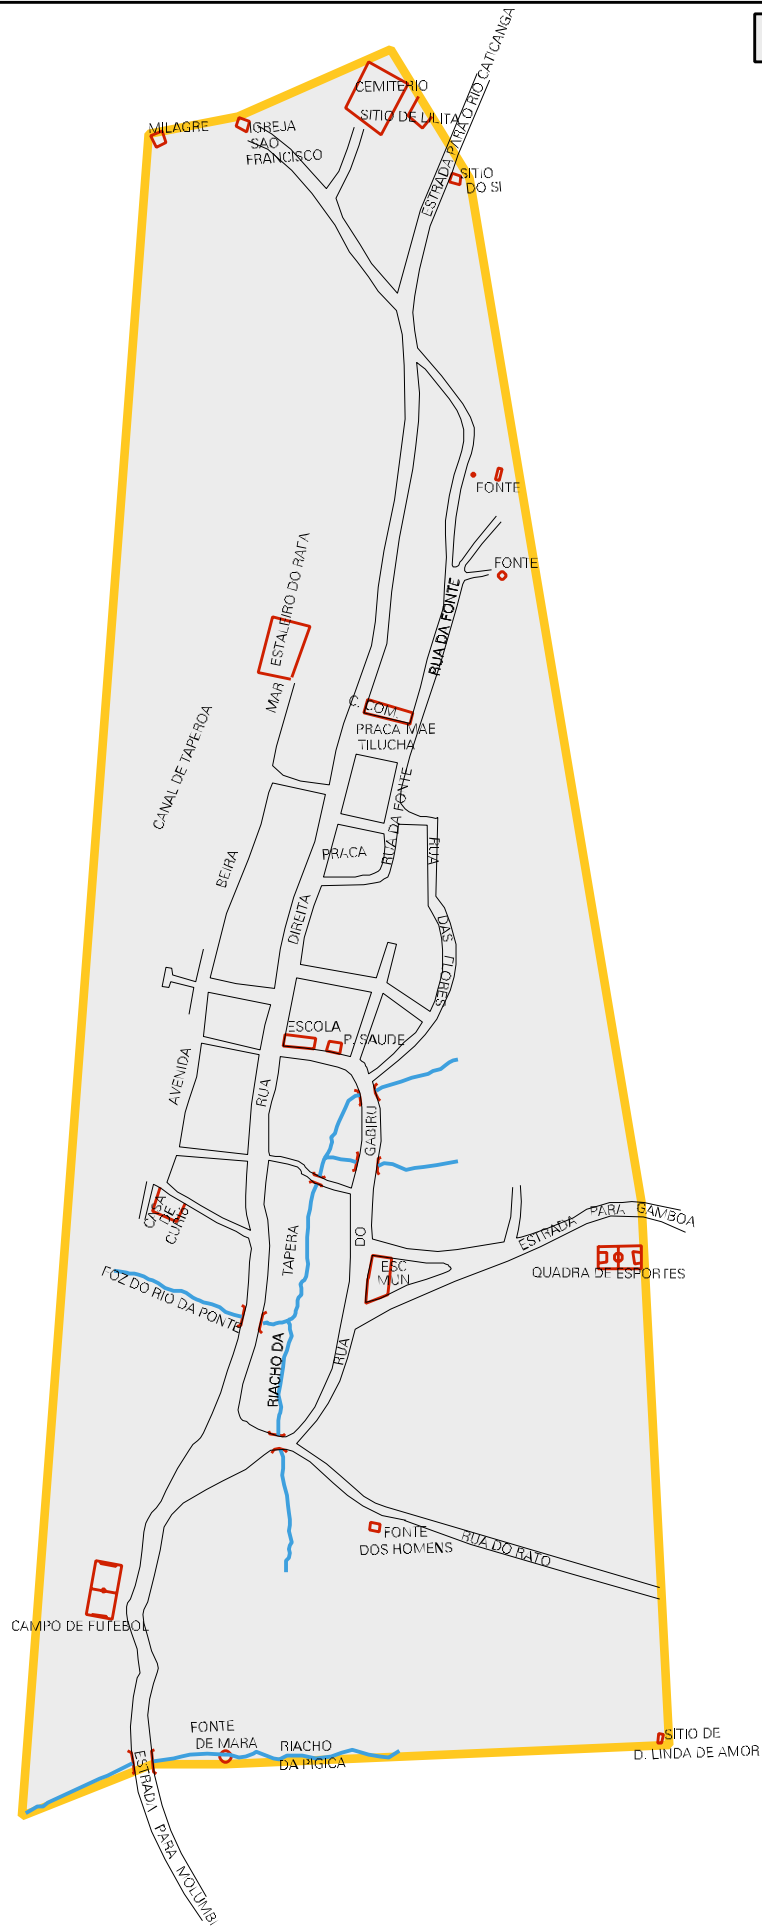 ESTRADA PARA O RIO CATICANGA
CEMITERIO
SITIO DE LILITA
MILAGRE
IGREJA
SAO
FRANCISCO
SITIO
DO SI
FONTE
FONTE
ESTALEIRO DO RAFA
RUA DA FONTE
MAR
C. COM.
PRACA MAE
TILUCHA
CANAL DE TAPEROA
RUA DA FONTE
PRACA
RUA
BEIRA
DIREITA
DAS FLORES
ESCOLA
P. SAUDE
AVENIDA
RUA
GABIRU
CASA
DE
CURIO
TAPERA
DO
ESTRADA PARA GAMBOA
ESC
MUN
QUADRA DE ESPORTES
FOZ DO RIO DA PONTE
RIACHO DA
RUA
FONTE
DOS HOMENS
RUA DO RATO
CAMPO DE FUTEBOL
FONTE
DE MARA
RIACHO
DA PIGICA
SITIO DE
D. LINDA DE AMOR
ESTRADA PARA